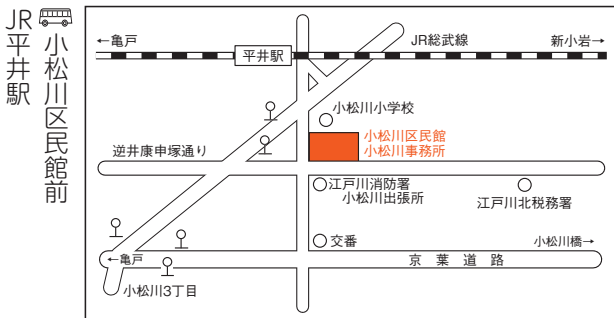 小松川区民館前
JR平井駅
←亀戸
JR総武線
新小岩→
平井駅
小松川小学校
小松川区民館
小松川事務所
逆井庚申塚通り
江戸川消防署
小松川出張所
江戸川北税務署
交番
小松川橋→
←亀戸
京葉道路
小松川3丁目